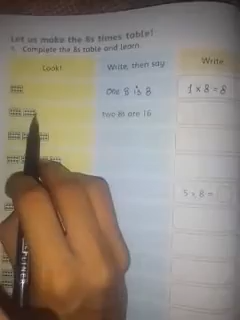 Let us make the 8s times table!
1. Complete the 8s table and learn.
Look! Write, then say Write
One 8 is 8 1 x 8 = 8
two 8s are 16
5 x 8 =